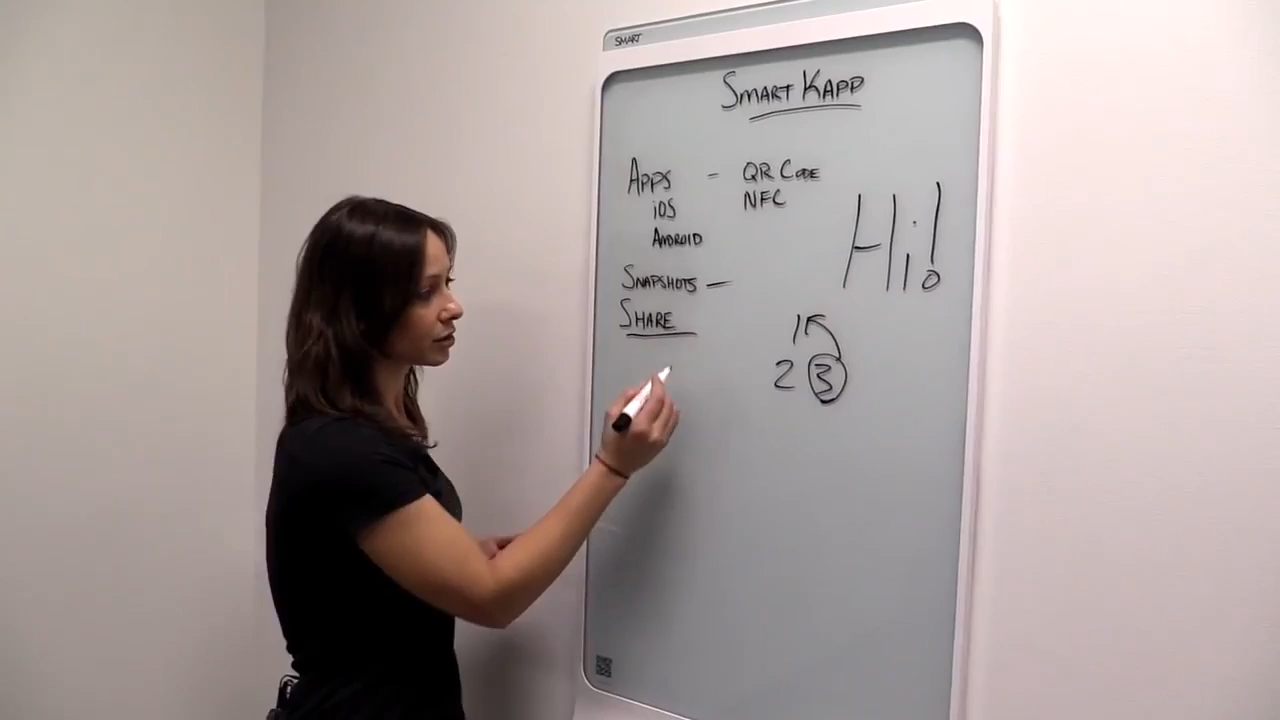 SMART
SMART KAPP
APPS - QR CODE
iOS NFC
ANDROID
Hi!
SNAPSHOTS —
SHARE
1
2 3